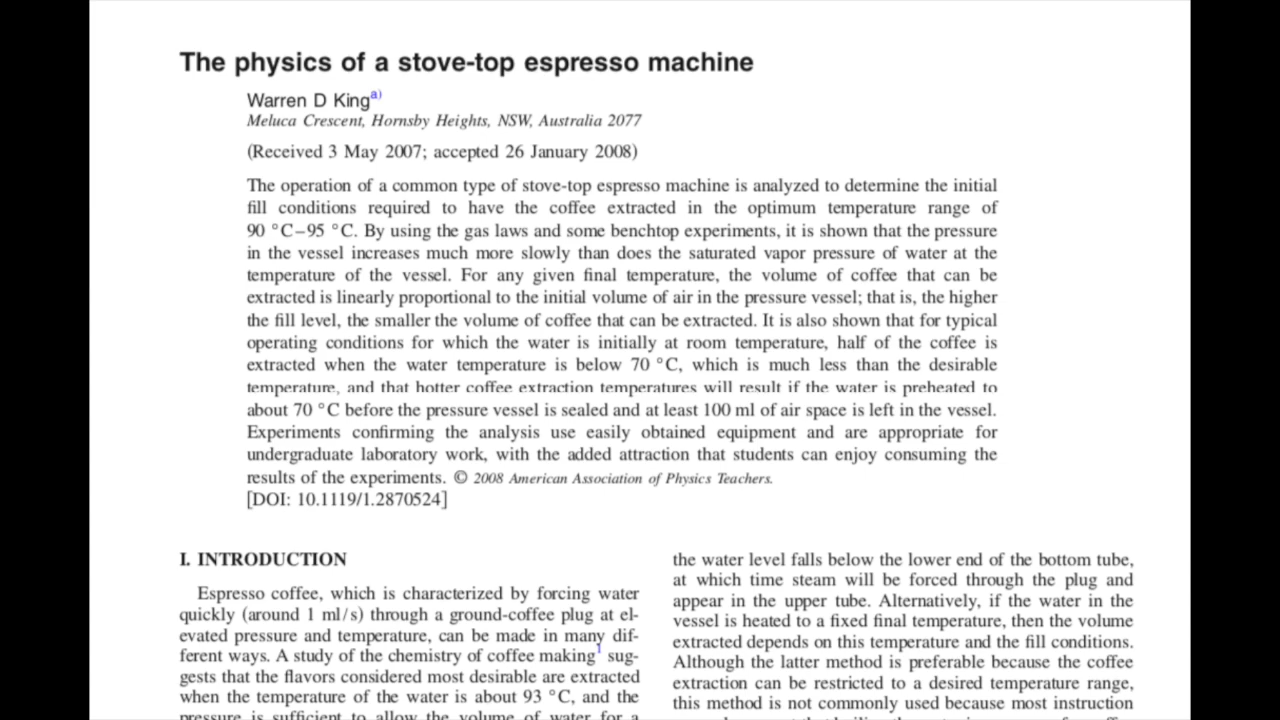 The physics of a stove-top espresso machine
Warren D King a)
Meluca Crescent, Hornsby Heights, NSW, Australia 2077
(Received 3 May 2007; accepted 26 January 2008)
The operation of a common type of stove-top espresso machine is analyzed to determine the initial
fill conditions required to have the coffee extracted in the optimum temperature range of
90 °C–95 °C. By using the gas laws and some benchtop experiments, it is shown that the pressure
in the vessel increases much more slowly than does the saturated vapor pressure of water at the
temperature of the vessel. For any given final temperature, the volume of coffee that can be
extracted is linearly proportional to the initial volume of air in the pressure vessel; that is, the higher
the fill level, the smaller the volume of coffee that can be extracted. It is also shown that for typical
operating conditions for which the water is initially at room temperature, half of the coffee is
extracted when the water temperature is below 70 °C, which is much less than the desirable
temperature, and that hotter coffee extraction temperatures will result if the water is preheated to
about 70 °C before the pressure vessel is sealed and at least 100 ml of air space is left in the vessel.
Experiments confirming the analysis use easily obtained equipment and are appropriate for
undergraduate laboratory work, with the added attraction that students can enjoy consuming the
results of the experiments. © 2008 American Association of Physics Teachers.
[DOI: 10.1119/1.2870524]
I. INTRODUCTION
Espresso coffee, which is characterized by forcing water
quickly (around 1 ml/s) through a ground-coffee plug at el-
evated pressure and temperature, can be made in many dif-
ferent ways. A study of the chemistry of coffee making1 sug-
gests that the flavors considered most desirable are extracted
when the temperature of the water is about 93 °C, and the
pressure is sufficient to allow the volume of water for a
the water level falls below the lower end of the bottom tube,
at which time steam will be forced through the plug and
appear in the upper tube. Alternatively, if the water in the
vessel is heated to a fixed final temperature, then the volume
extracted depends on this temperature and the fill conditions.
Although the latter method is preferable because the coffee
extraction can be restricted to a desired temperature range,
this method is not commonly used because most instruction